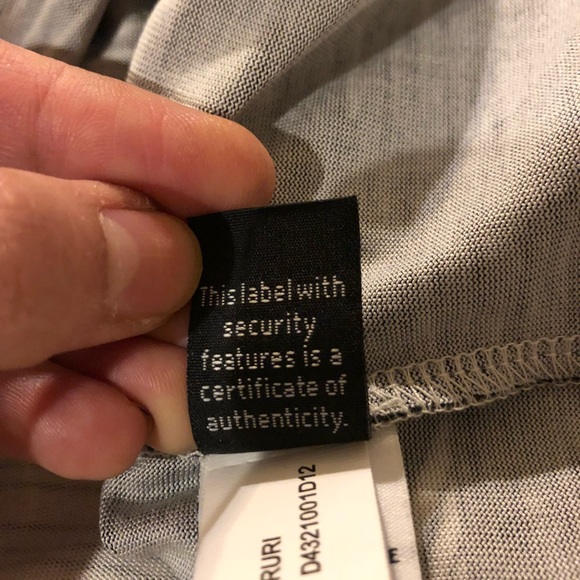 This label with
security
features is a
certificate of
authenticity.
RURI
D4321001D12
E